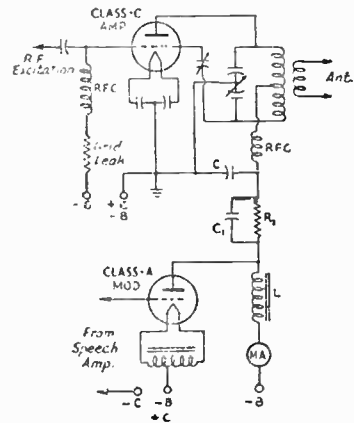 CLASS-C
AMP.
R.F.
Excitation
RFC
Grid
Leak
-C
+C
-B
Ant.
RFC
C
C1
R1
CLASS-A
MOD
L
MA
From
Speech
Amp.
-C
-B
+C
-B